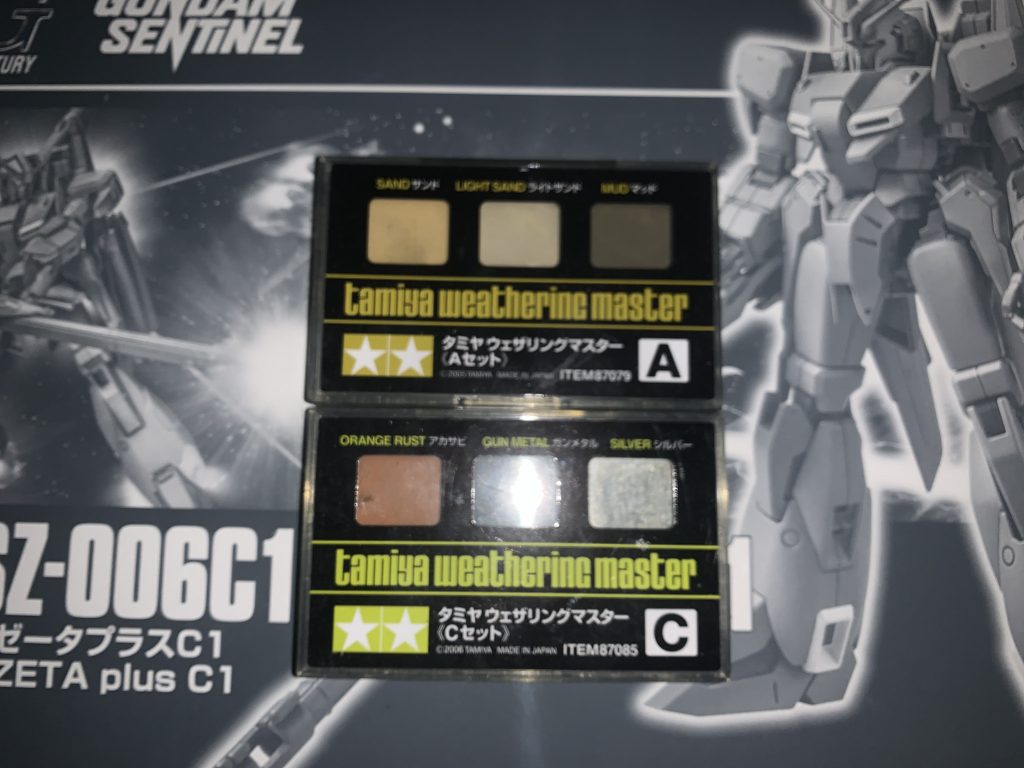 GUNDAM
SENTINEL
TURY
SAND サンド LIGHT SAND ライトサンド MUD マッド
tamiya weathering master
タミヤ ウェザリングマスター
《Aセット》
© 2005 TAMIYA MADE IN JAPAN ITEM87079
A
ORANGE RUST アカサビ GUN METAL ガンメタル SILVER シルバー
tamiya weathering master
タミヤ ウェザリングマスター
《Cセット》
© 2006 TAMIYA MADE IN JAPAN ITEM87085
C
SZ-006C1
ゼータプラスC1
ZETA plus C1